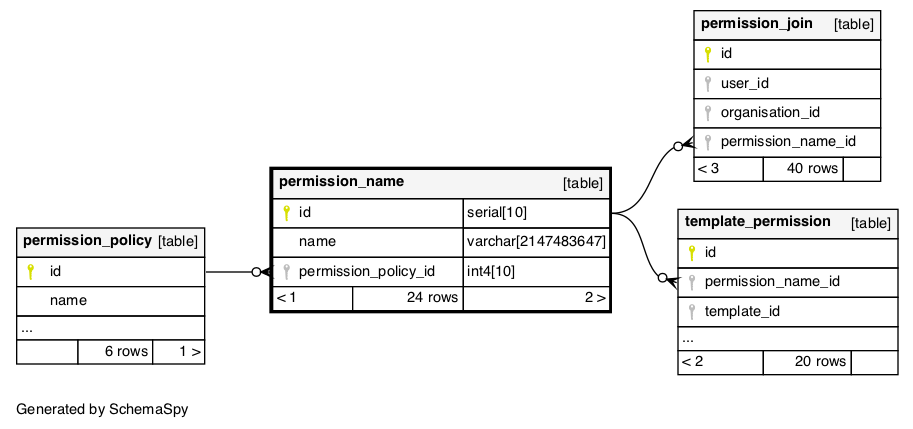 permission_join [table]
id
user_id
organisation_id
permission_name_id
< 3 40 rows
permission_name [table]
id serial[10]
name varchar[2147483647]
permission_policy_id int4[10]
< 1 24 rows 2 >
permission_policy [table]
id
name
...
6 rows 1 >
template_permission [table]
id
permission_name_id
template_id
...
< 2 20 rows
Generated by SchemaSpy